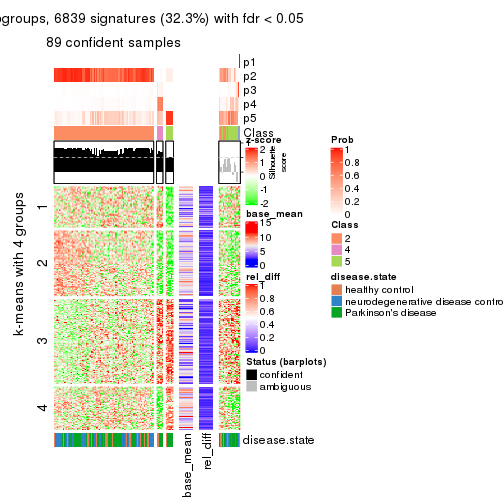 groups, 6839 signatures (32.3%) with fdr < 0.05
89 confident samples
p1
p2
p3
p4
p5
Class
Silhouette
score
1
2
3
4
k-means with 4 groups
base_mean
rel_diff
disease.state
z-score
2
1
0
-1
-2
base_mean
15
10
5
0
rel_diff
1
0.8
0.6
0.4
0.2
0
Status (barplots)
confident
ambiguous
Prob
1
0.8
0.6
0.4
0.2
0
Class
2
4
5
disease.state
healthy control
neurodegenerative disease contro
Parkinson's disease